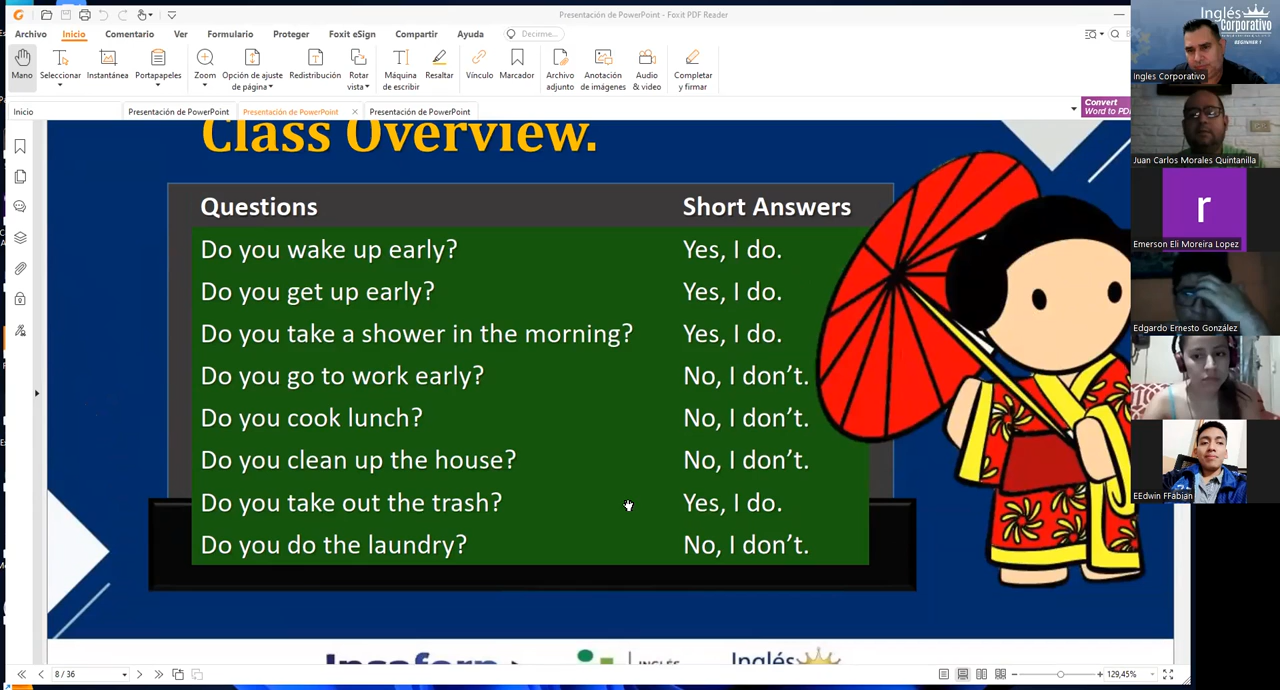 Presentación de PowerPoint - Foxit PDF Reader
Archivo Inicio Comentario Ver Formulario Proteger Foxit eSign Compartir Ayuda Decirme...
Mano Seleccionar Instantánea Portapapeles Zoom Opción de ajuste de página Redistribución Rotar vista Máquina de escribir Resaltar Vínculo Marcador Archivo adjunto Anotación de imágenes Audio & video Completar y firmar
Inicio Presentación de PowerPoint Presentación de PowerPoint Presentación de PowerPoint
Convert
Word to PDF
Class Overview.
Questions Short Answers
Do you wake up early? Yes, I do.
Do you get up early? Yes, I do.
Do you take a shower in the morning? Yes, I do.
Do you go to work early? No, I don't.
Do you cook lunch? No, I don't.
Do you clean up the house? No, I don't.
Do you take out the trash? Yes, I do.
Do you do the laundry? No, I don't.
INGLÉS
Inglés
8 / 36
129,45%
Inglés
Corporativo
BEGINNER 1
Ingles Corporativo
Juan Carlos Morales Quintanilla
r
Emerson Eli Moreira Lopez
Edgardo Ernesto González
EEdwin FFabian